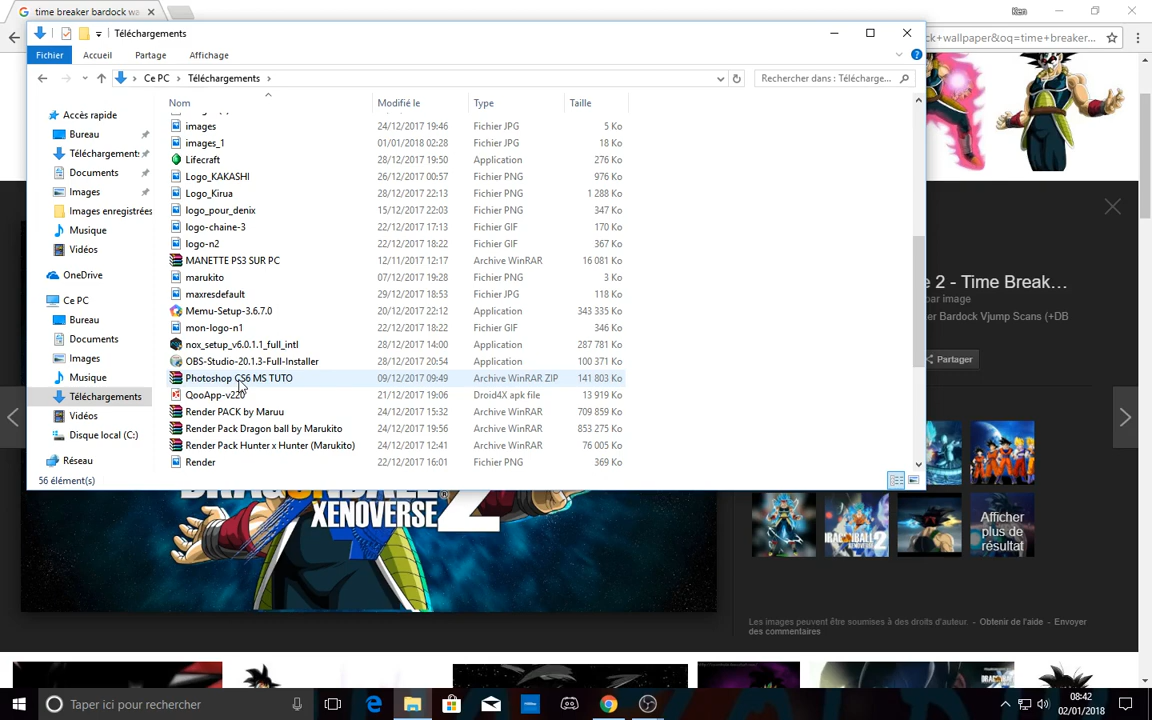 time breaker bardock wa
Ken
Téléchargements
ck+wallpaper&oq=time+breaker...
Fichier
Accueil
Partage
Affichage
Ce PC
Téléchargements
Rechercher dans : Télécharge...
Nom
Modifié le
Type
Taille
Accès rapide
Bureau
Téléchargements
Documents
Images
Images enregistrées
Musique
Vidéos
OneDrive
Ce PC
Bureau
Documents
Images
Musique
Téléchargements
Vidéos
Disque local (C:)
Réseau
images 24/12/2017 19:46 Fichier JPG 5 Ko
images_1 01/01/2018 02:28 Fichier JPG 18 Ko
Lifecraft 28/12/2017 19:50 Application 276 Ko
Logo_KAKASHI 26/12/2017 00:57 Fichier PNG 976 Ko
Logo_Kirua 28/12/2017 22:13 Fichier PNG 1 288 Ko
logo_pour_denix 15/12/2017 22:03 Fichier PNG 347 Ko
logo-chaine-3 22/12/2017 17:13 Fichier GIF 170 Ko
logo-n2 22/12/2017 18:22 Fichier GIF 367 Ko
MANETTE PS3 SUR PC 12/11/2017 12:17 Archive WinRAR 16 081 Ko
marukito 07/12/2017 19:28 Fichier PNG 3 Ko
maxresdefault 29/12/2017 18:53 Fichier JPG 118 Ko
Memu-Setup-3.6.7.0 20/12/2017 22:12 Application 343 335 Ko
mon-logo-n1 22/12/2017 18:22 Fichier GIF 346 Ko
nox_setup_v6.0.1.1_full_intl 28/12/2017 14:00 Application 287 781 Ko
OBS-Studio-20.1.3-Full-Installer 28/12/2017 20:54 Application 100 371 Ko
Photoshop CS6 MS TUTO 09/12/2017 09:49 Archive WinRAR ZIP 141 803 Ko
QooApp-v220 21/12/2017 19:06 Droid4X apk file 13 919 Ko
Render PACK by Maruu 24/12/2017 15:32 Archive WinRAR 709 859 Ko
Render Pack Dragon ball by Marukito 24/12/2017 19:56 Archive WinRAR 853 275 Ko
Render Pack Hunter x Hunter (Marukito) 24/12/2017 12:41 Archive WinRAR 76 005 Ko
Render 22/12/2017 16:01 Fichier PNG 369 Ko
56 élément(s)
e 2 - Time Break...
par image
er Bardock Vjump Scans (+DB
Partager
DRAGONBALL
XENOVERSE 2
Afficher
plus de
résultat
Les images peuvent être soumises à des droits d'auteur. - Obtenir de l'aide - Envoyer
des commentaires
Taper ici pour rechercher
08:42
02/01/2018